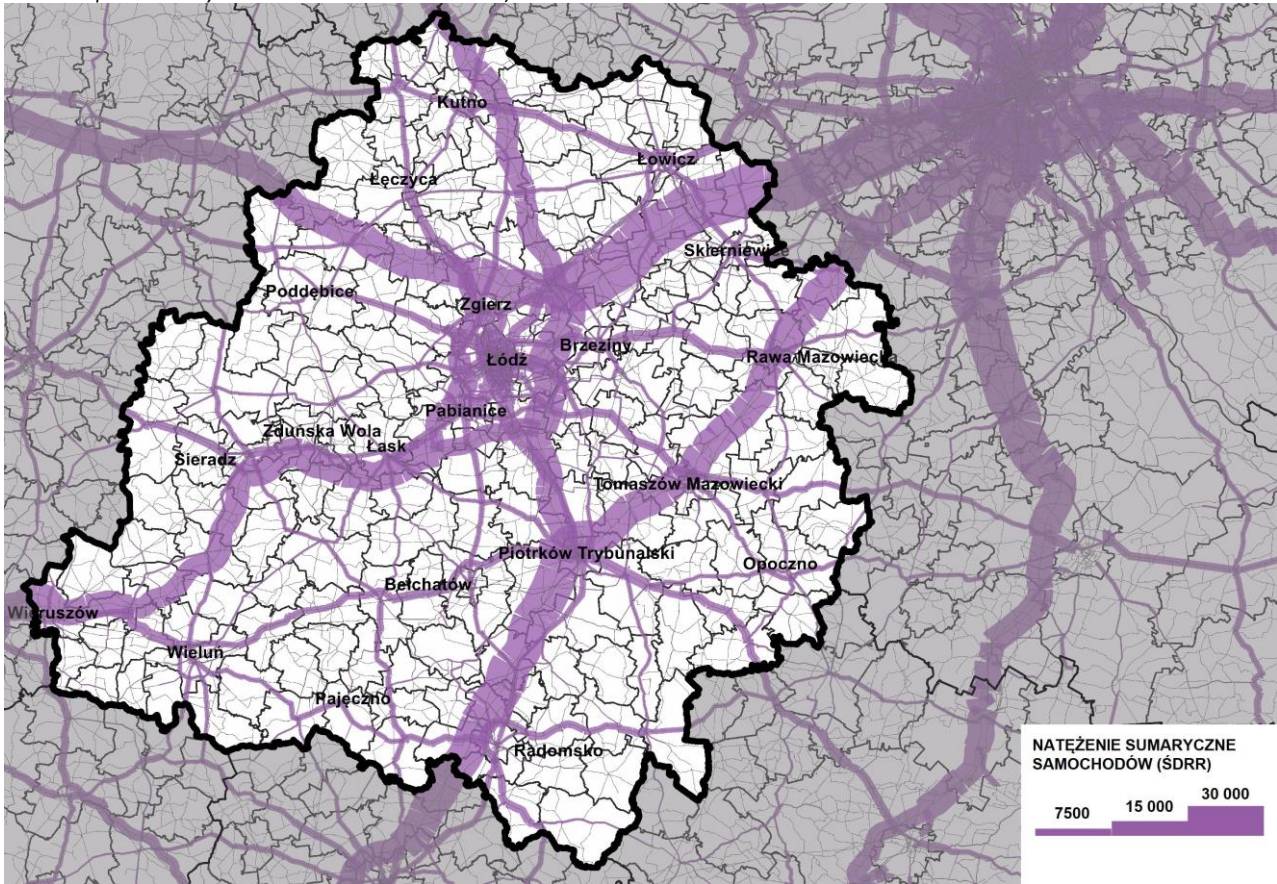 Kutno
Łowicz
Łęczyca
Skierniewice
Poddębice
Zgierz
Brzeziny
Łódź
Rawa Mazowiecka
Pabianice
Zduńska Wola
Łask
Sieradz
Tomaszów Mazowiecki
Piotrków Trybunalski
Opoczno
Bełchatów
Wieruszów
Wieluń
Pajęczno
Radomsko
NATĘŻENIE SUMARYCZNE
SAMOCHODÓW (ŚDRR)
7500 15 000 30 000